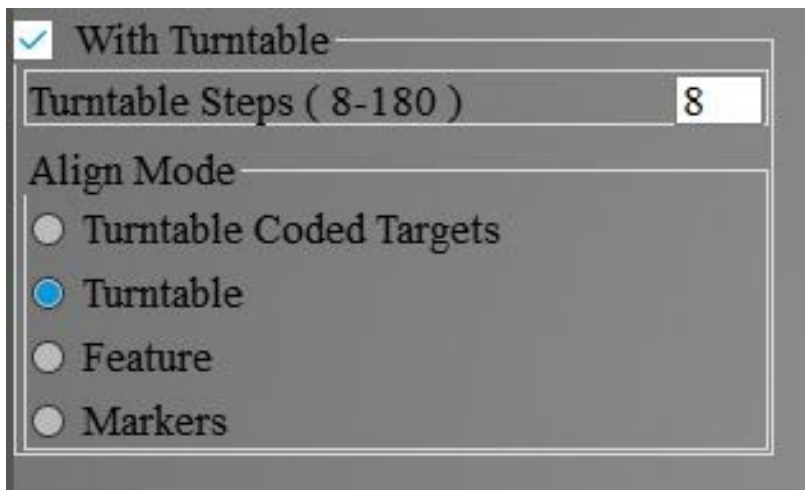 With Turntable
Turntable Steps ( 8-180 ) 8
Align Mode
Turntable Coded Targets
Turntable
Feature
Markers